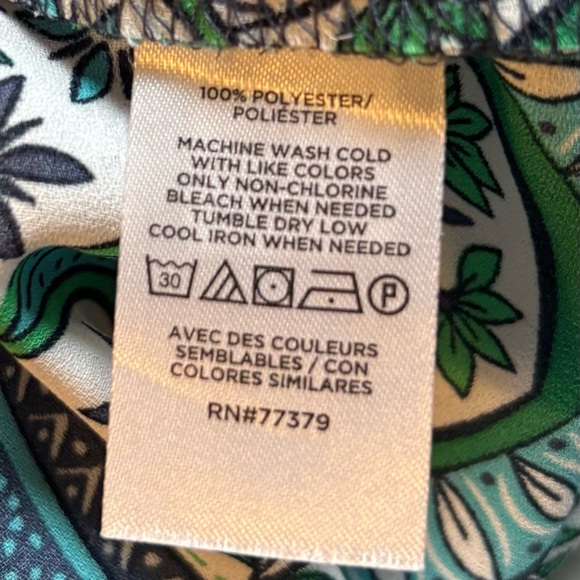 100% POLYESTER/
POLIÉSTER
MACHINE WASH COLD
WITH LIKE COLORS
ONLY NON-CHLORINE
BLEACH WHEN NEEDED
TUMBLE DRY LOW
COOL IRON WHEN NEEDED
30 P
AVEC DES COULEURS
SEMBLABLES / CON
COLORES SIMILARES
RN#77379